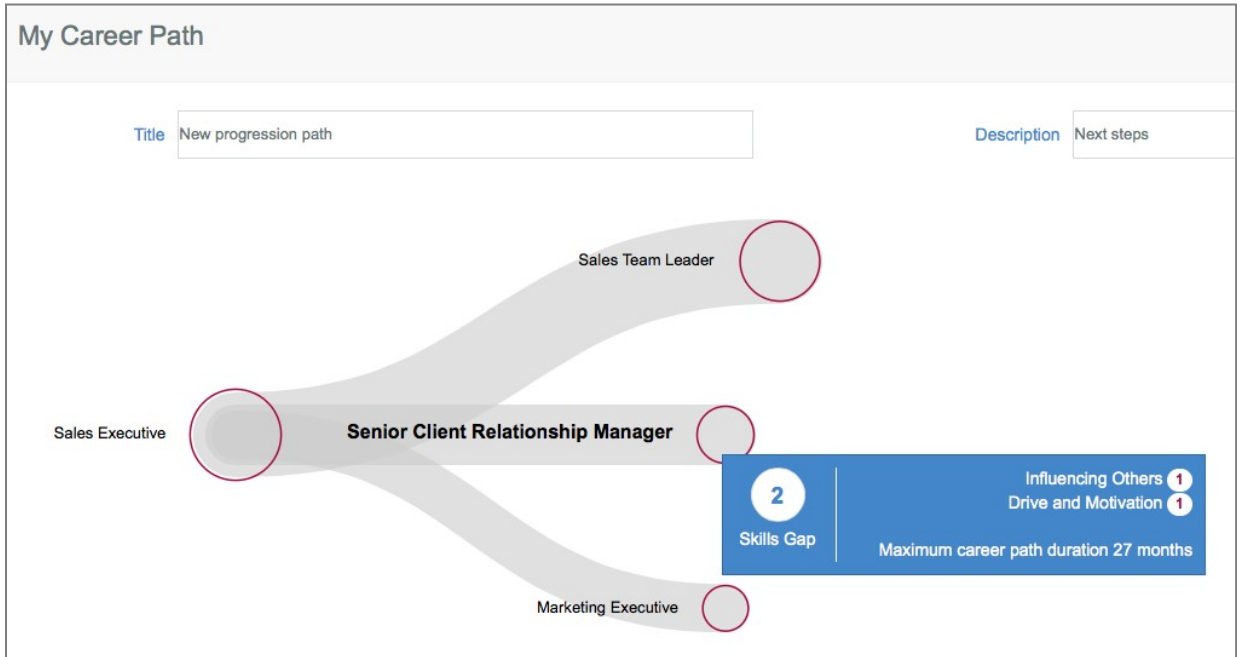 My Career Path
Title New progression path
Description Next steps
Sales Team Leader
Sales Executive
Senior Client Relationship Manager
2
Skills Gap
Influencing Others 1
Drive and Motivation 1
Maximum career path duration 27 months
Marketing Executive